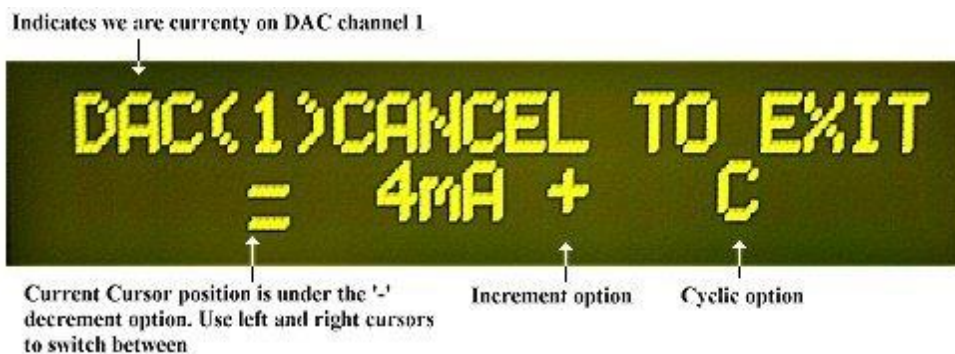 Indicates we are currenty on DAC channel 1
DAC(1)CANCEL TO EXIT
- 4mA + C
Current Cursor position is under the '-'
decrement option. Use left and right cursors
to switch between
Increment option
Cyclic option